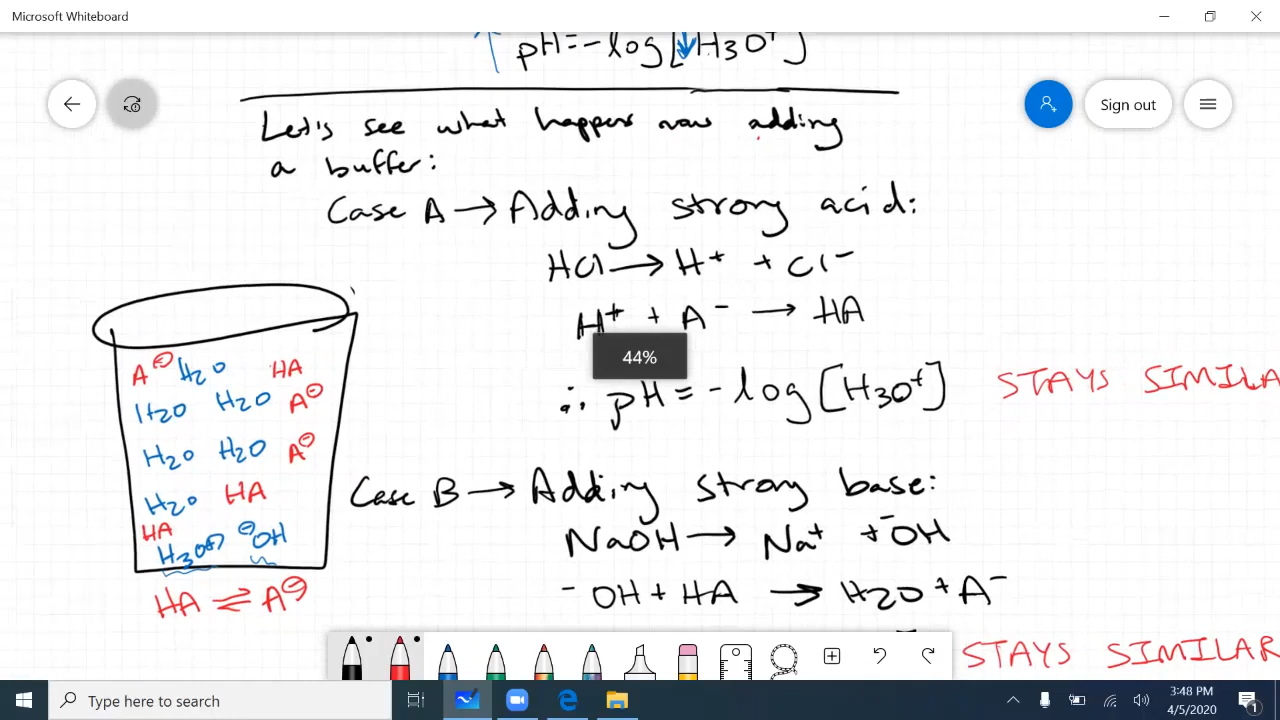 Microsoft Whiteboard
pH = -log[↓H3O+]
Sign out
Let's see what happens now adding
a buffer:
Case A → Adding strong acid:
HCl → H+ + Cl-
H+ + A- → HA
44%
∴ pH = -log[H3O+] STAYS SIMILA
A⊖ H2O HA
H2O H2O A⊖
H2O H2O A⊖
H2O HA
HA
H3O⊕ ⊖OH
HA ⇌ A⊖
Case B → Adding strong base:
NaOH → Na+ + -OH
-OH + HA → H2O + A-
STAYS SIMILAR
Type here to search
3:48 PM
4/5/2020
1